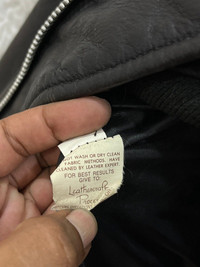 WASH OR DRY CLEAN
FABRIC METHODS. HAVE
CLEANED BY LEATHER EXPERT.
FOR BEST RESULTS
GIVE TO:
Leathercraft
Process